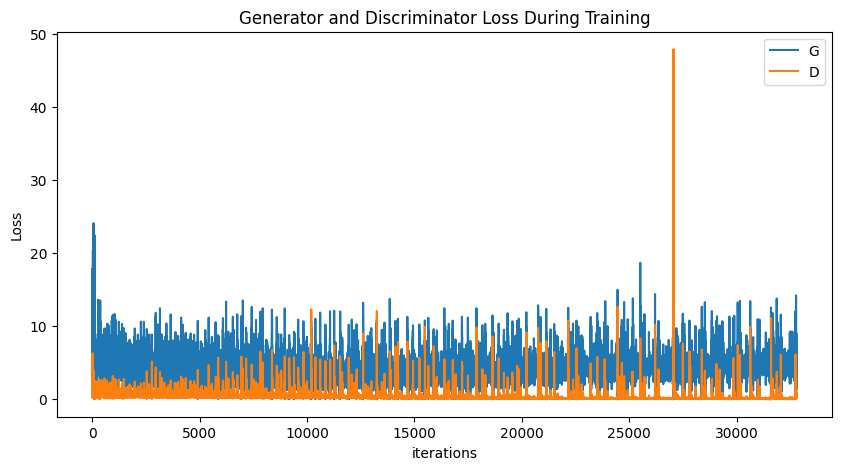 Generator and Discriminator Loss During Training
G
D
50
40
30
20
10
0
Loss
0
5000
10000
15000
20000
25000
30000
iterations